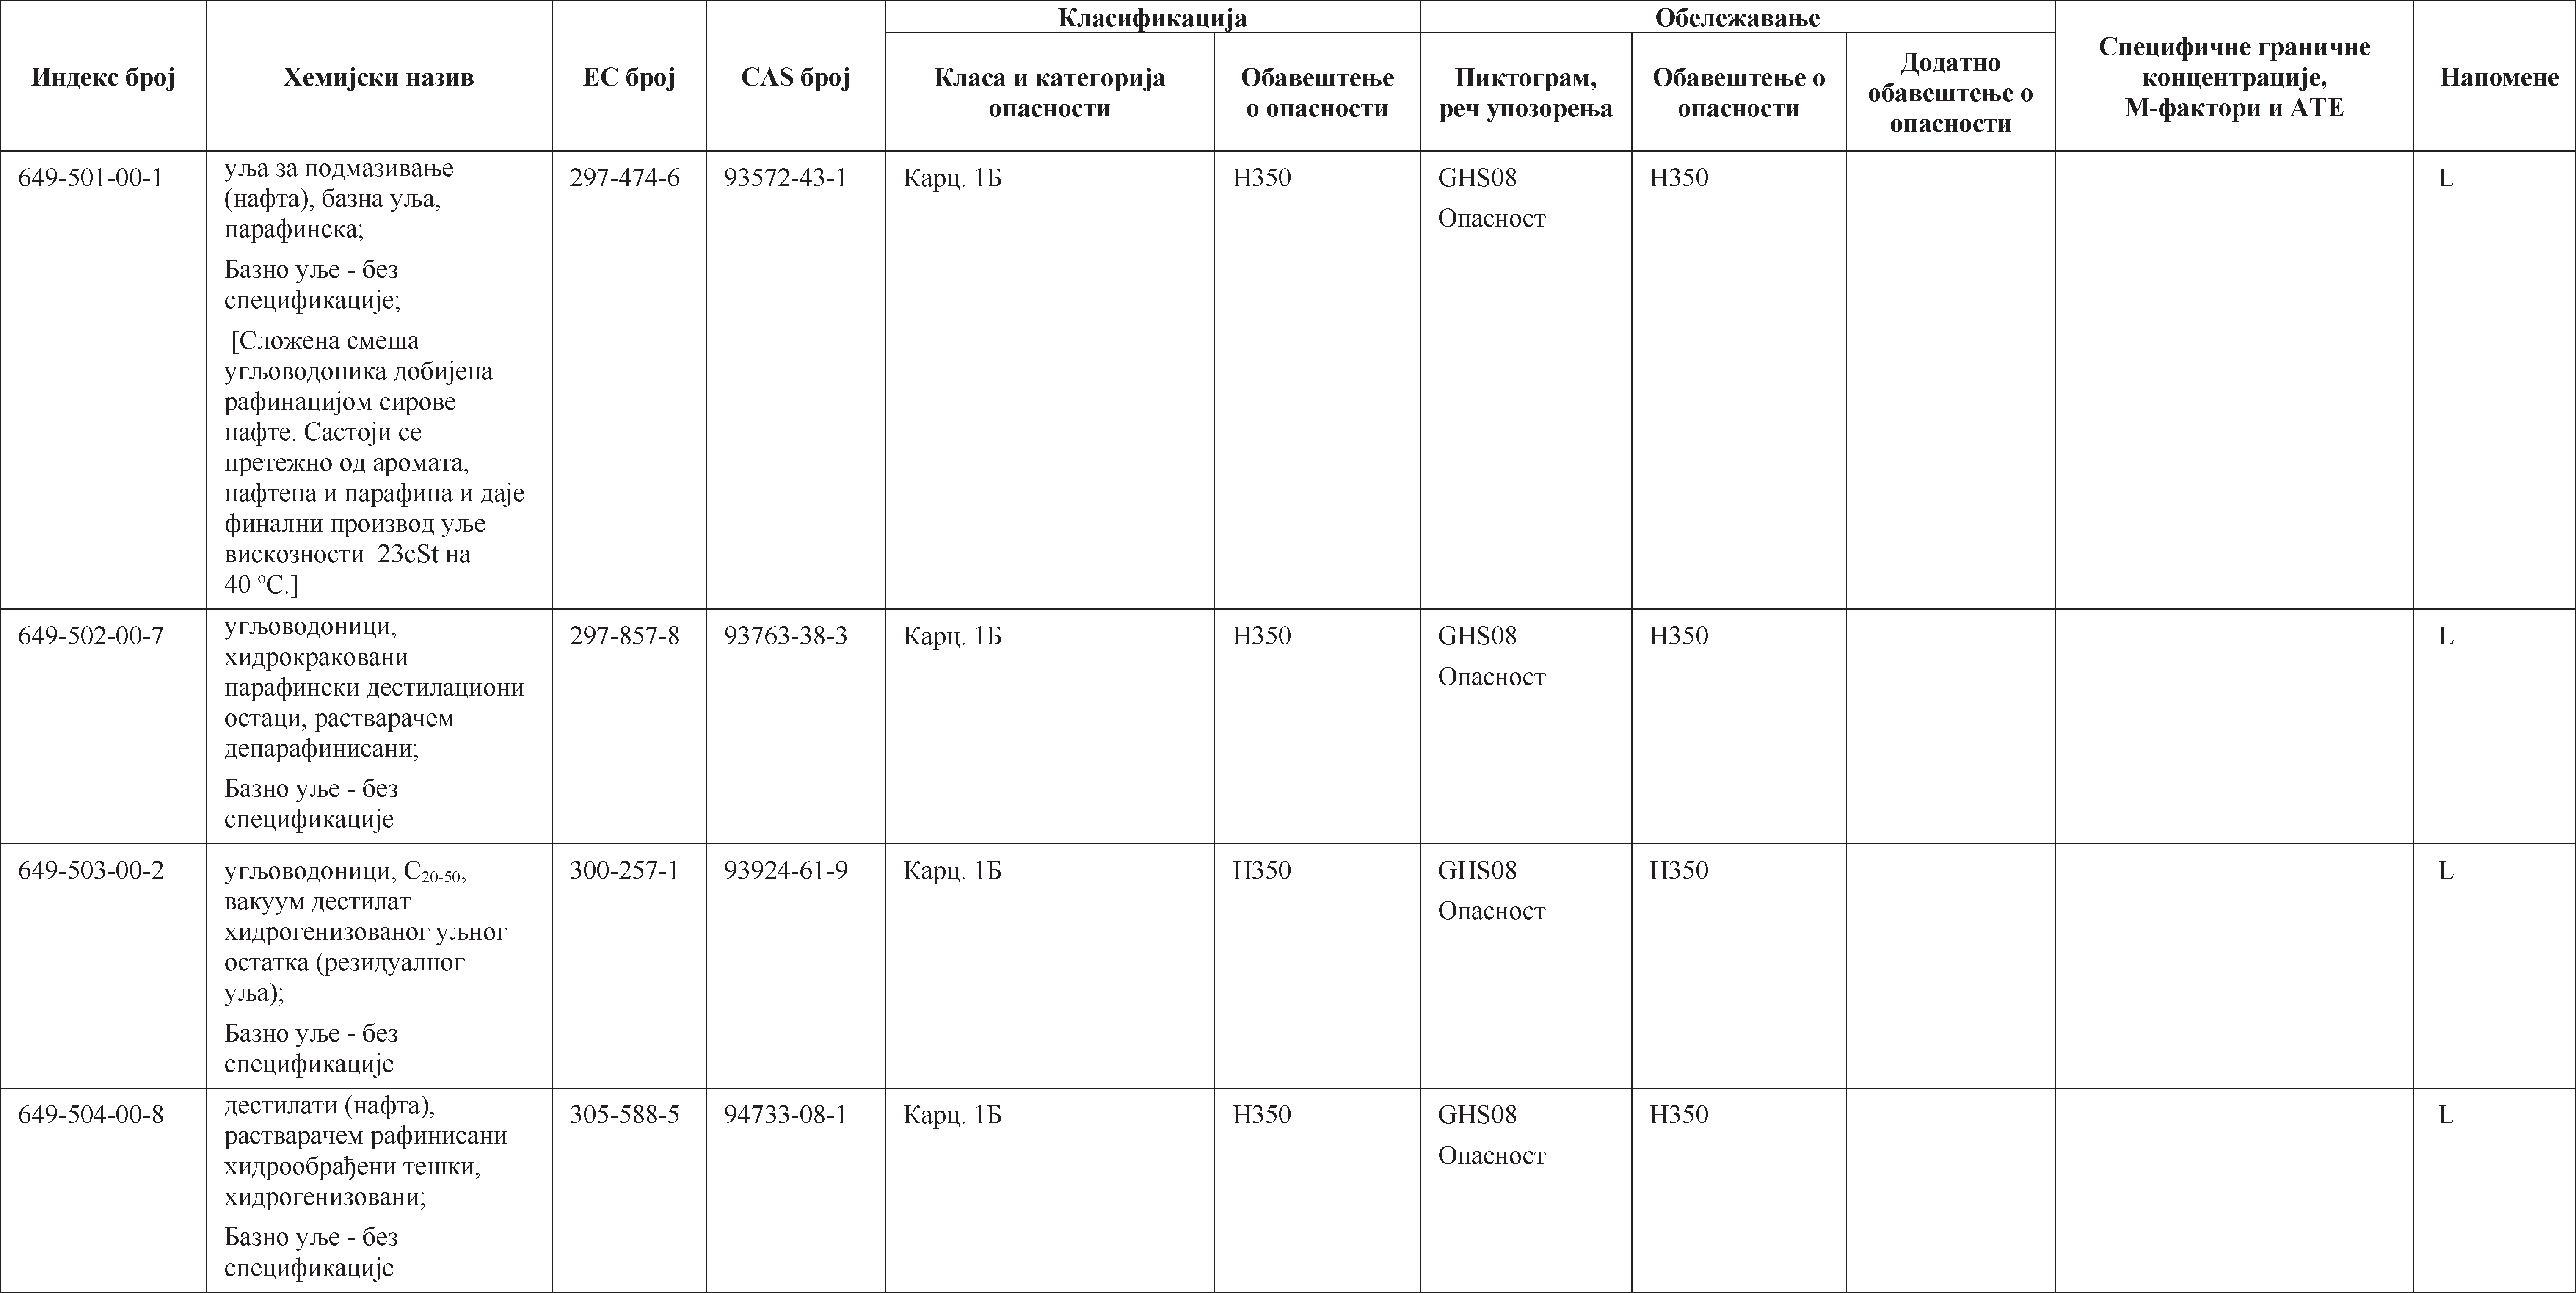 Индекс број
Хемијски назив
ЕС број
CAS број
Класификација
Обележавање
Класа и категорија
опасности
Обавештење
о опасности
Пиктограм,
реч упозорења
Обавештење о
опасности
Додатно
обавештење о
опасности
Специфичне граничне
концентрације,
М-фактори и АТЕ
Напомене
649-501-00-1
уља за подмазивање
(нафта), базна уља,
парафинска;
Базно уље - без
спецификације;
[Сложена смеша
угљоводоника добијена
рафинацијом сирове
нафте. Састоји се
претежно од аромата,
нафтена и парафина и даје
финални производ уље
вискозности 23cSt на
40 ºC.]
297-474-6
93572-43-1
Карц. 1Б
H350
GHS08
Опасност
H350
L
649-502-00-7
угљоводоници,
хидрокраковани
парафински дестилациони
остаци, растварачем
депарафинисани;
Базно уље - без
спецификације
297-857-8
93763-38-3
Карц. 1Б
H350
GHS08
Опасност
H350
L
649-503-00-2
угљоводоници, C20-50,
вакуум дестилат
хидрогенизованог уљног
остатка (резидуалног
уља);
Базно уље - без
спецификације
300-257-1
93924-61-9
Карц. 1Б
H350
GHS08
Опасност
H350
L
649-504-00-8
дестилати (нафта),
растварачем рафинисани
хидрообрађени тешки,
хидрогенизовани;
Базно уље - без
спецификације
305-588-5
94733-08-1
Карц. 1Б
H350
GHS08
Опасност
H350
L